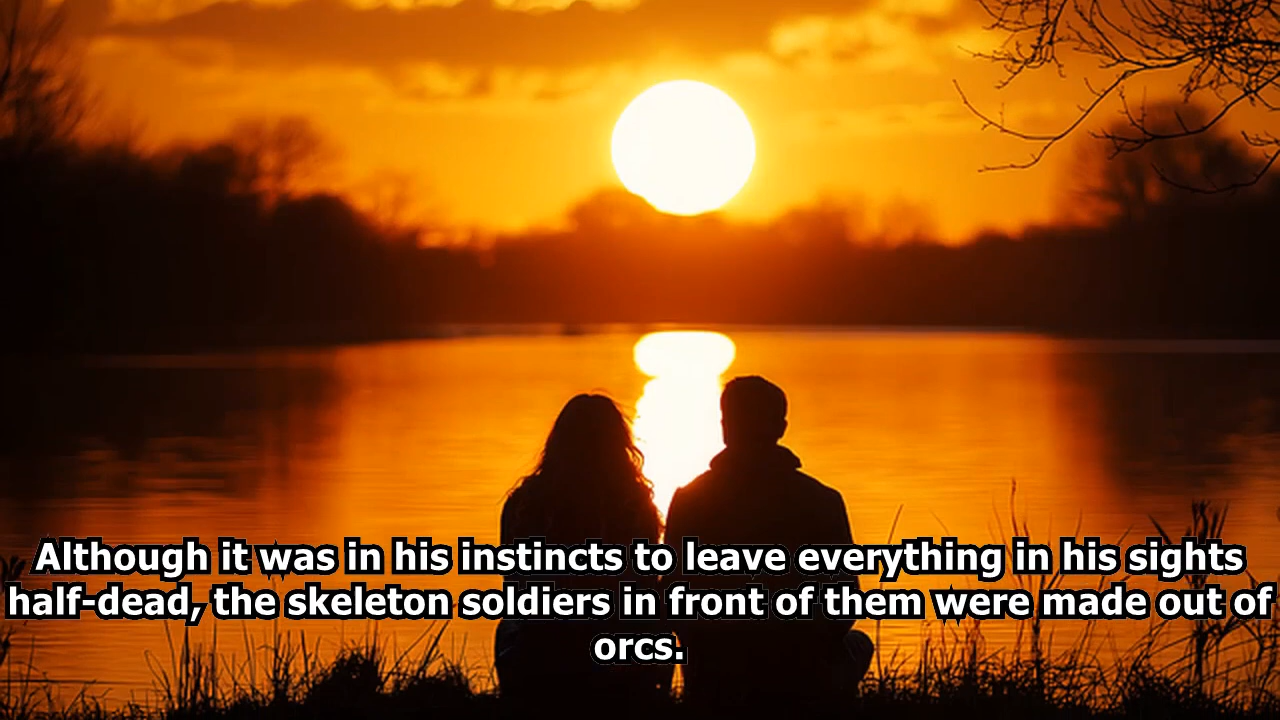 Although it was in his instincts to leave everything in his sights
half-dead, the skeleton soldiers in front of them were made out of
orcs.